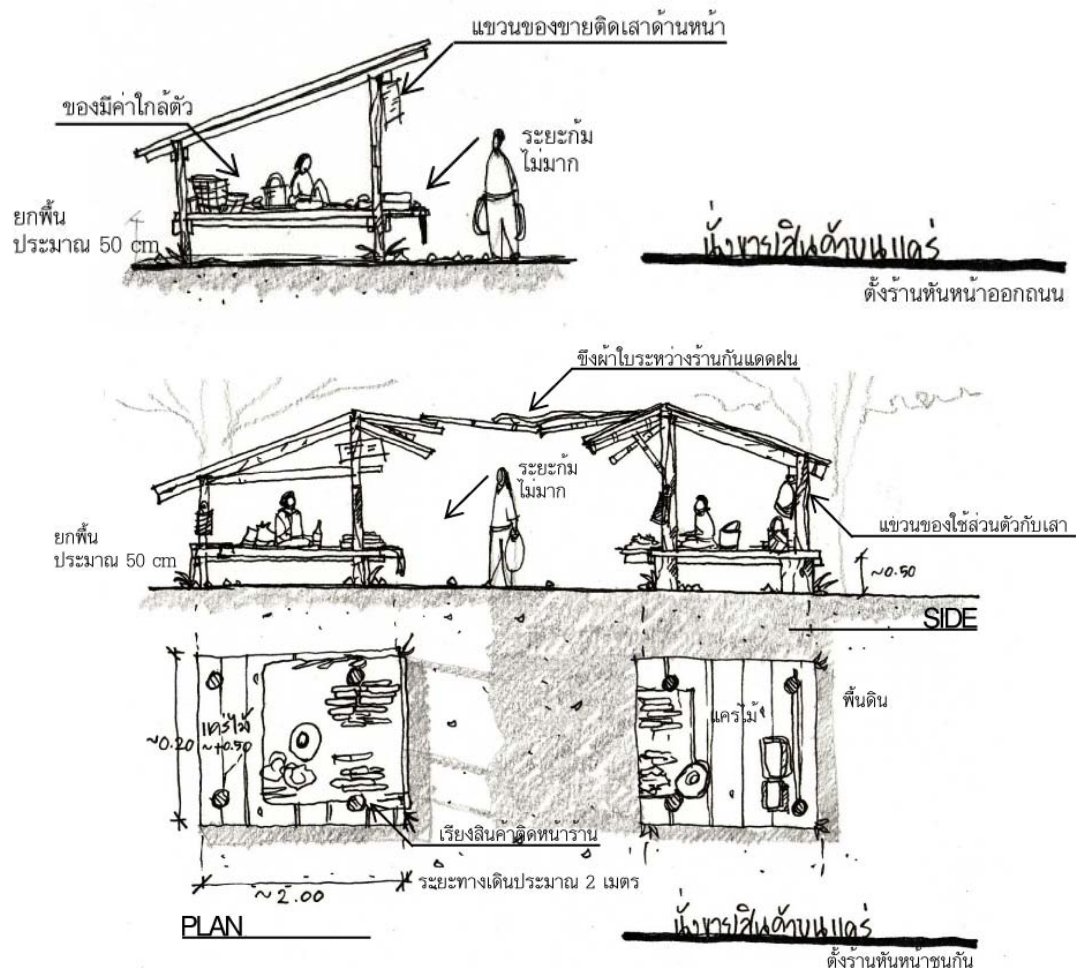 แขวนของขายติดเสาด้านหน้า
ของมีค่าใกล้ตัว
ระยะก้ม
ไม่มาก
ยกพื้น
ประมาณ 50 cm
นั่งขายสินค้าบนแคร่
ตั้งร้านหันหน้าออกถนน
ขึงผ้าใบระหว่างร้านกันแดดฝน
ระยะก้ม
ไม่มาก
ยกพื้น
ประมาณ 50 cm
แขวนของใช้ส่วนตัวกับเสา
~0.50
SIDE
แคร่ไม้
~+0.50
~0.20
แคร่ไม้
พื้นดิน
เรียงสินค้าติดหน้าร้าน
ระยะทางเดินประมาณ 2 เมตร
~2.00
PLAN
นั่งขายสินค้าบนแคร่
ตั้งร้านหันหน้าชนกัน